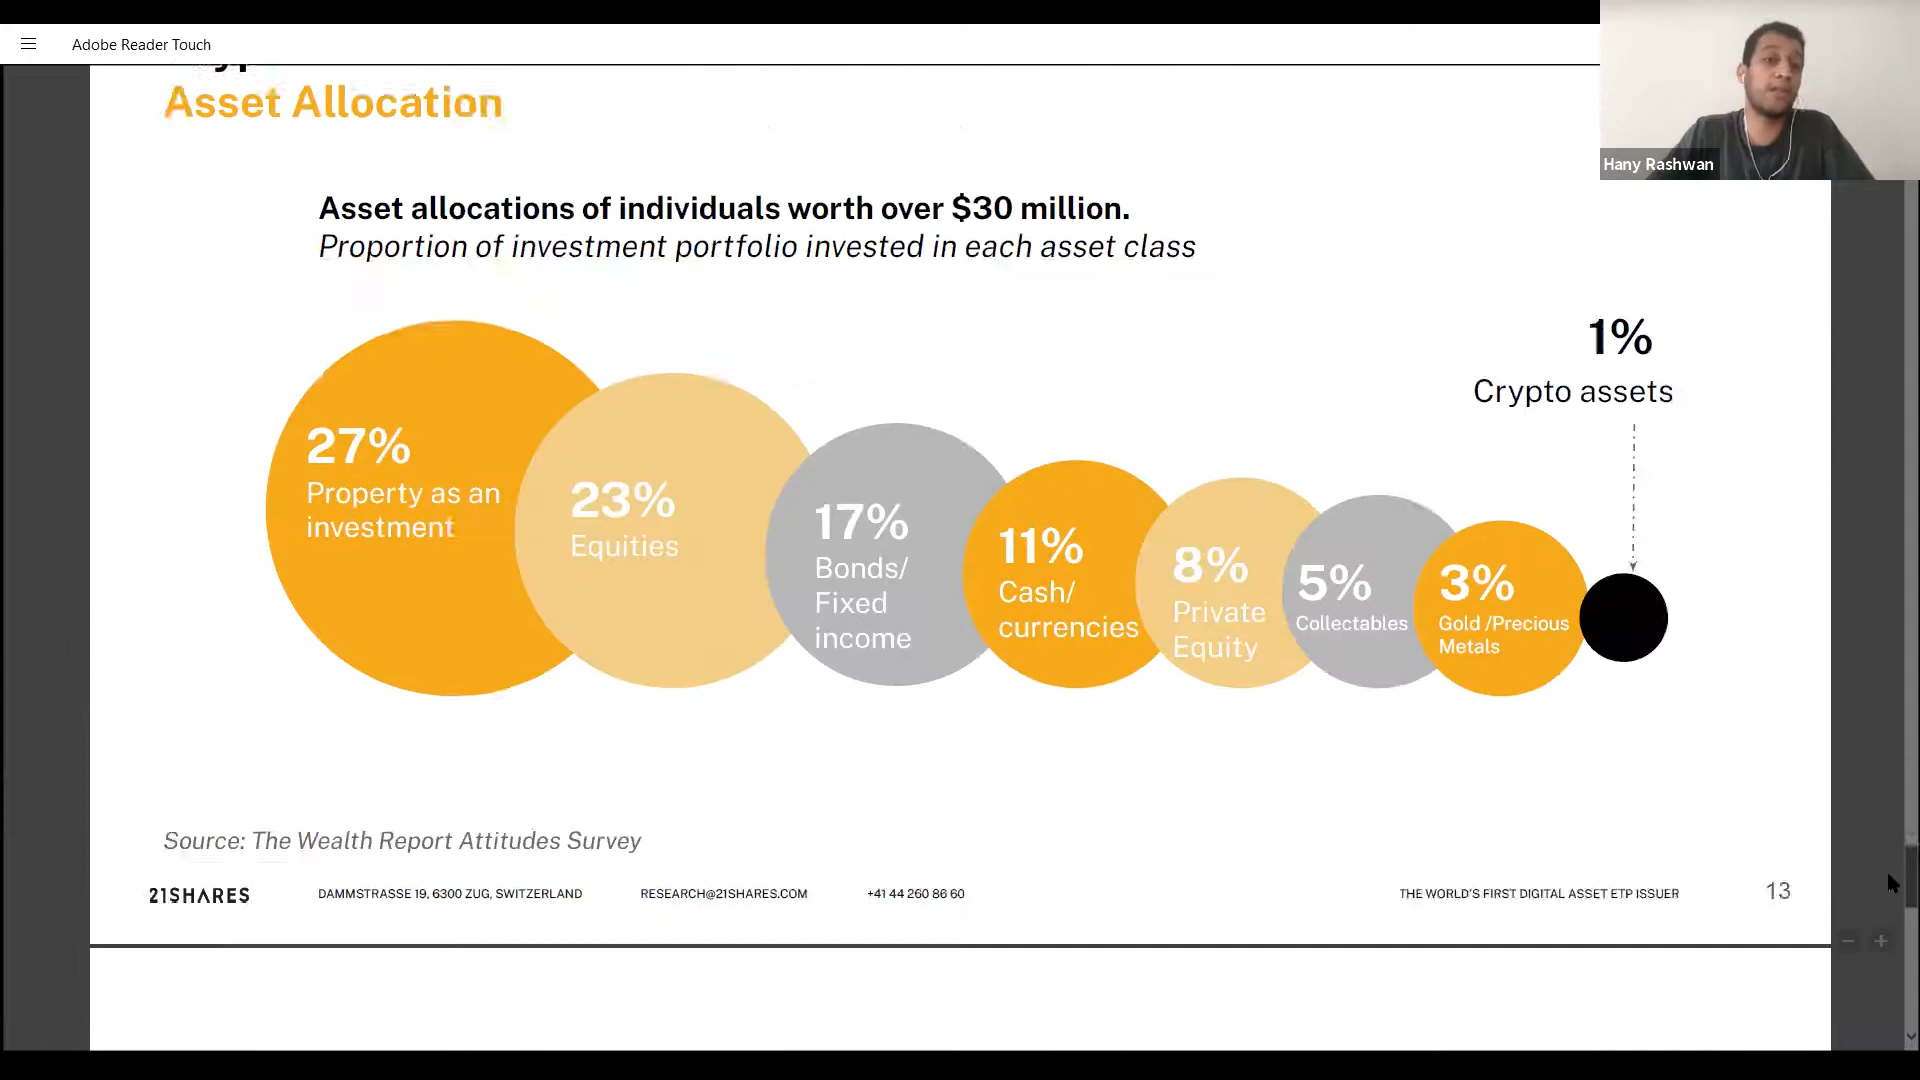 Adobe Reader Touch
Asset Allocation
Hany Rashwan
Asset allocations of individuals worth over $30 million.
Proportion of investment portfolio invested in each asset class
1%
Crypto assets
27%
Property as an
investment
23%
Equities
17%
Bonds/
Fixed
income
11%
Cash/
currencies
8%
Private
Equity
5%
Collectables
3%
Gold /Precious
Metals
Source: The Wealth Report Attitudes Survey
21SHARES
DAMMSTRASSE 19, 6300 ZUG, SWITZERLAND
RESEARCH@21SHARES.COM
+41 44 260 86 60
THE WORLD'S FIRST DIGITAL ASSET ETP ISSUER
13